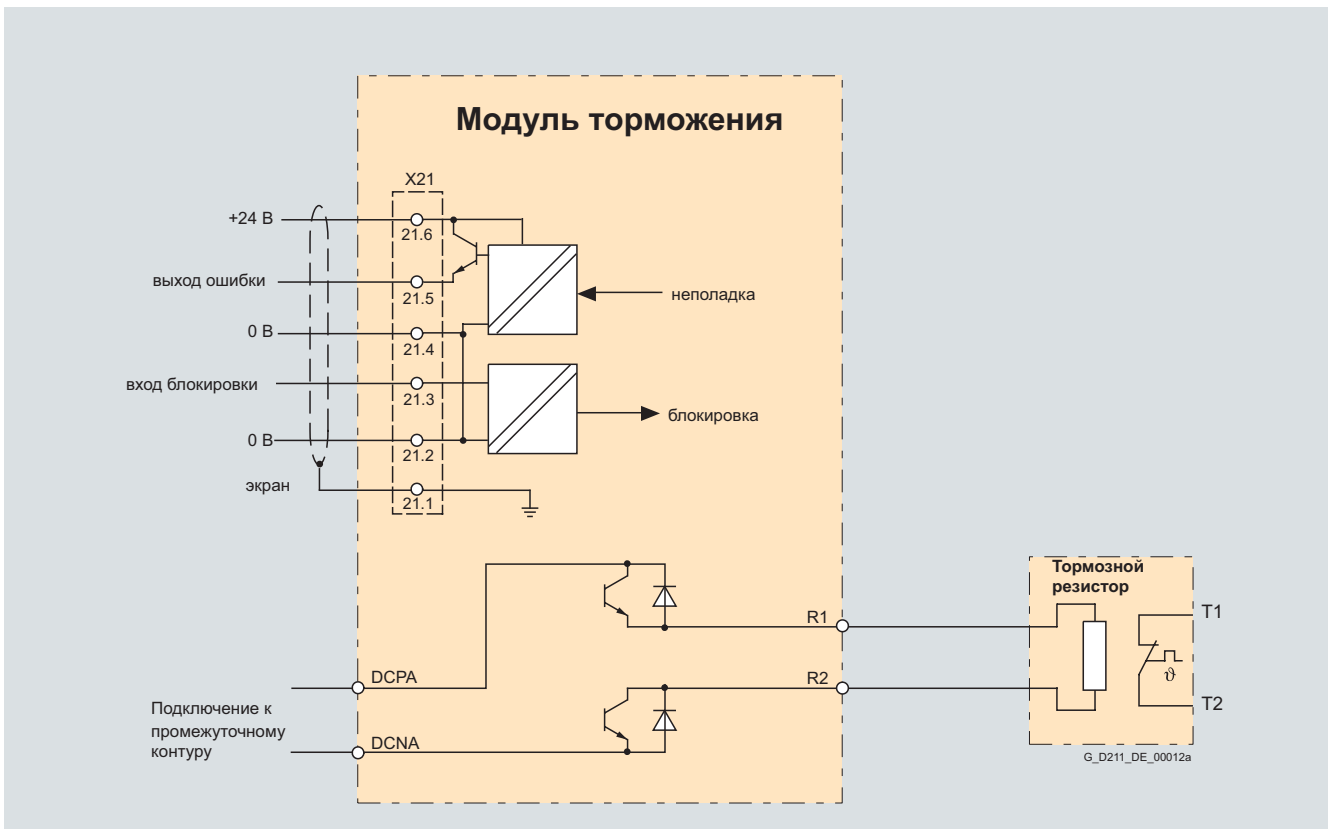 Модуль торможения
X21
+24 В
21.6
выход ошибки
21.5
неполадка
0 В
21.4
вход блокировки
21.3
блокировка
0 В
21.2
экран
21.1
Тормозной
резистор
R1
T1
DCPA
R2
ϑ
T2
Подключение к
промежуточному
контуру
DCNA
G_D211_DE_00012a